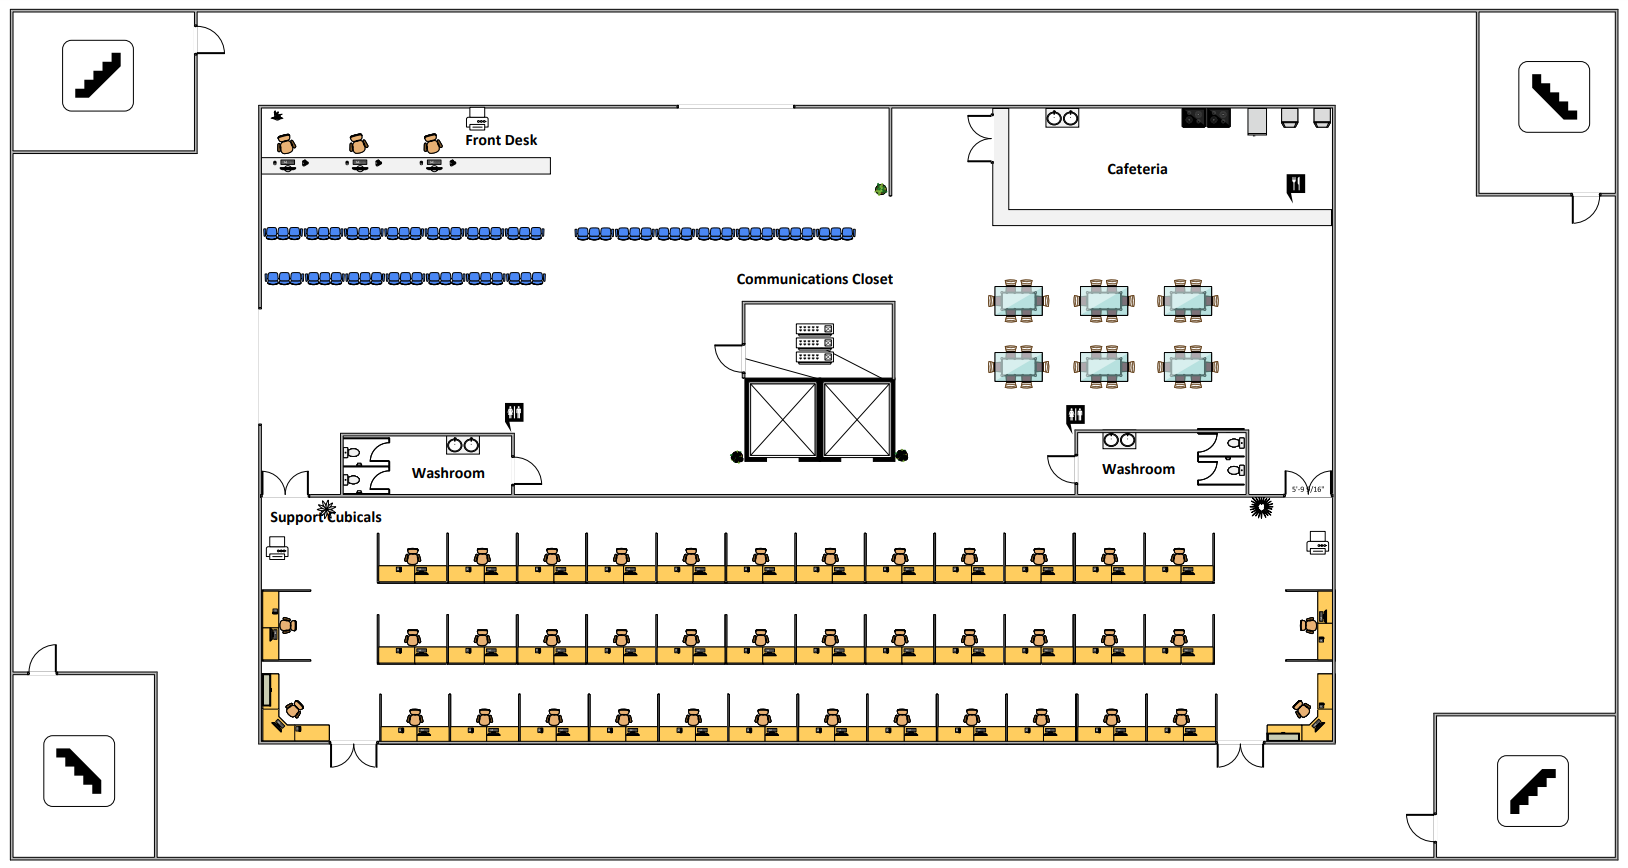 Front Desk
Cafeteria
Communications Closet
Washroom
Washroom
Support Cubicals